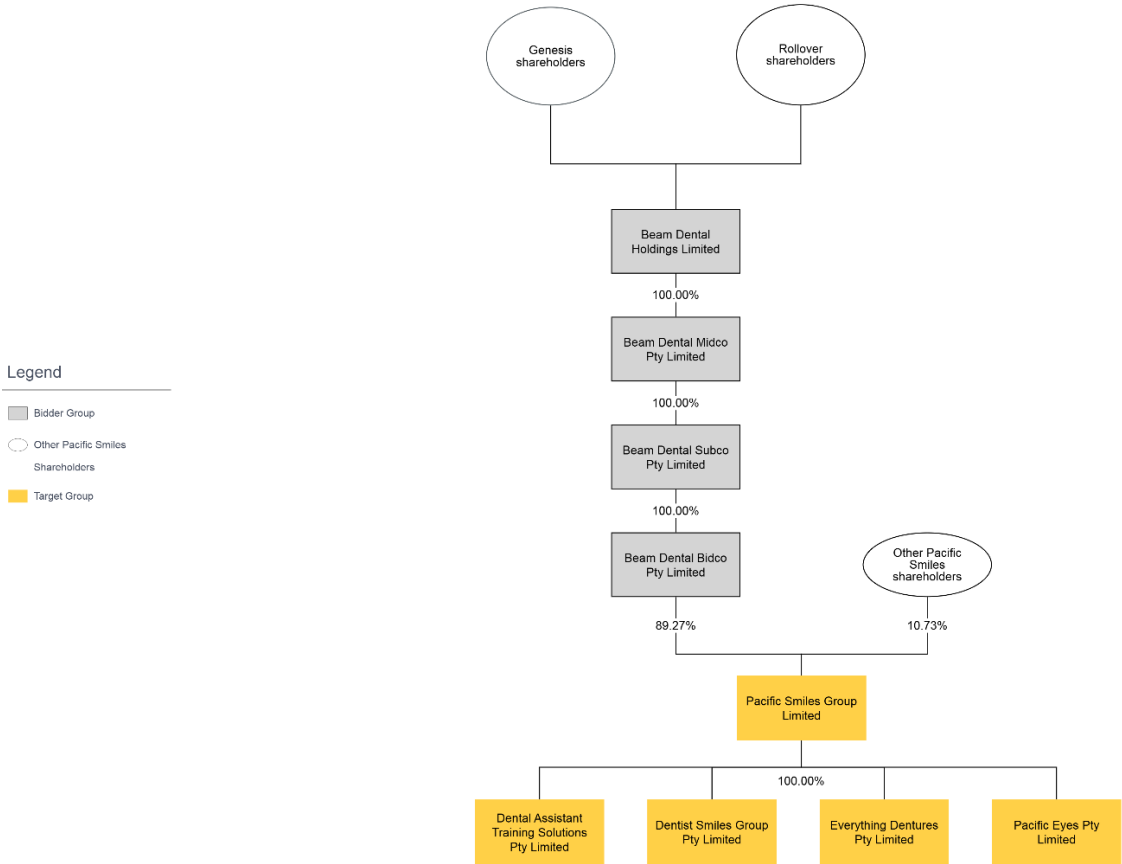 Genesis
shareholders
Rollover
shareholders
Beam Dental
Holdings Limited
100.00%
Beam Dental Midco
Pty Limited
100.00%
Beam Dental Subco
Pty Limited
100.00%
Beam Dental Bidco
Pty Limited
Other Pacific
Smiles
shareholders
89.27%
10.73%
Pacific Smiles Group
Limited
100.00%
Dental Assistant
Training Solutions
Pty Limited
Dentist Smiles Group
Pty Limited
Everything Dentures
Pty Limited
Pacific Eyes Pty
Limited
Legend
Bidder Group
Other Pacific Smiles
Shareholders
Target Group